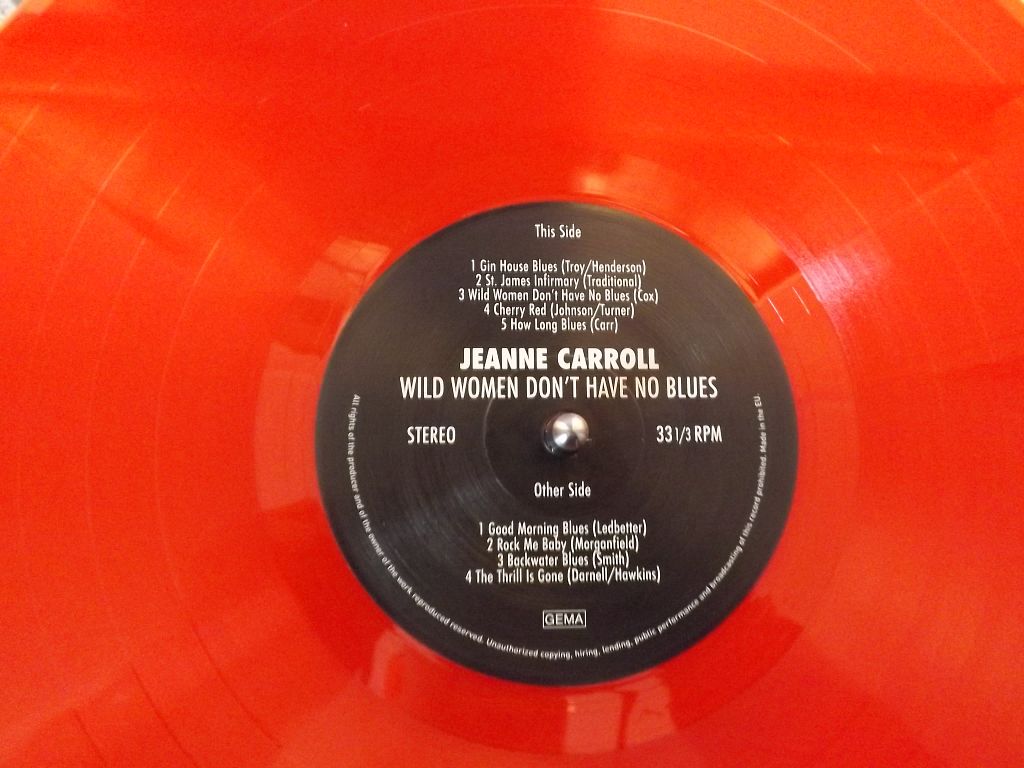 This Side
1 Gin House Blues (Troy/Henderson)
2 St. James Infirmary (Traditional)
3 Wild Women Don't Have No Blues (Cox)
4 Cherry Red (Johnson/Turner)
5 How Long Blues (Carr)
JEANNE CARROLL
WILD WOMEN DON'T HAVE NO BLUES
STEREO
33 1/3 RPM
Other Side
1 Good Morning Blues (Ledbetter)
2 Rock Me Baby (Morganfield)
3 Backwater Blues (Smith)
4 The Thrill Is Gone (Darnell/Hawkins)
GEMA
All rights of the producer and of the owner of the work reproduced reserved. Unauthorized copying, hiring, lending, public performance and broadcasting of this record prohibited. Made in the EU.